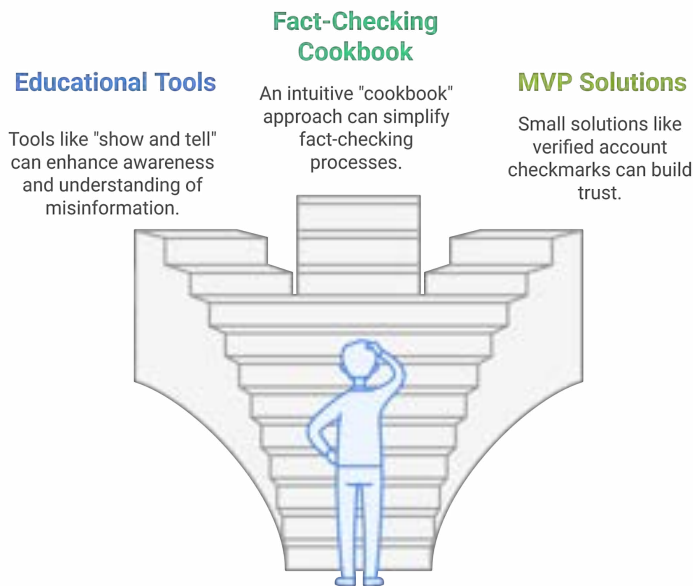 Educational Tools
Tools like "show and tell"
can enhance awareness
and understanding of
misinformation.
Fact-Checking
Cookbook
An intuitive "cookbook"
approach can simplify
fact-checking
processes.
MVP Solutions
Small solutions like
verified account
checkmarks can build
trust.